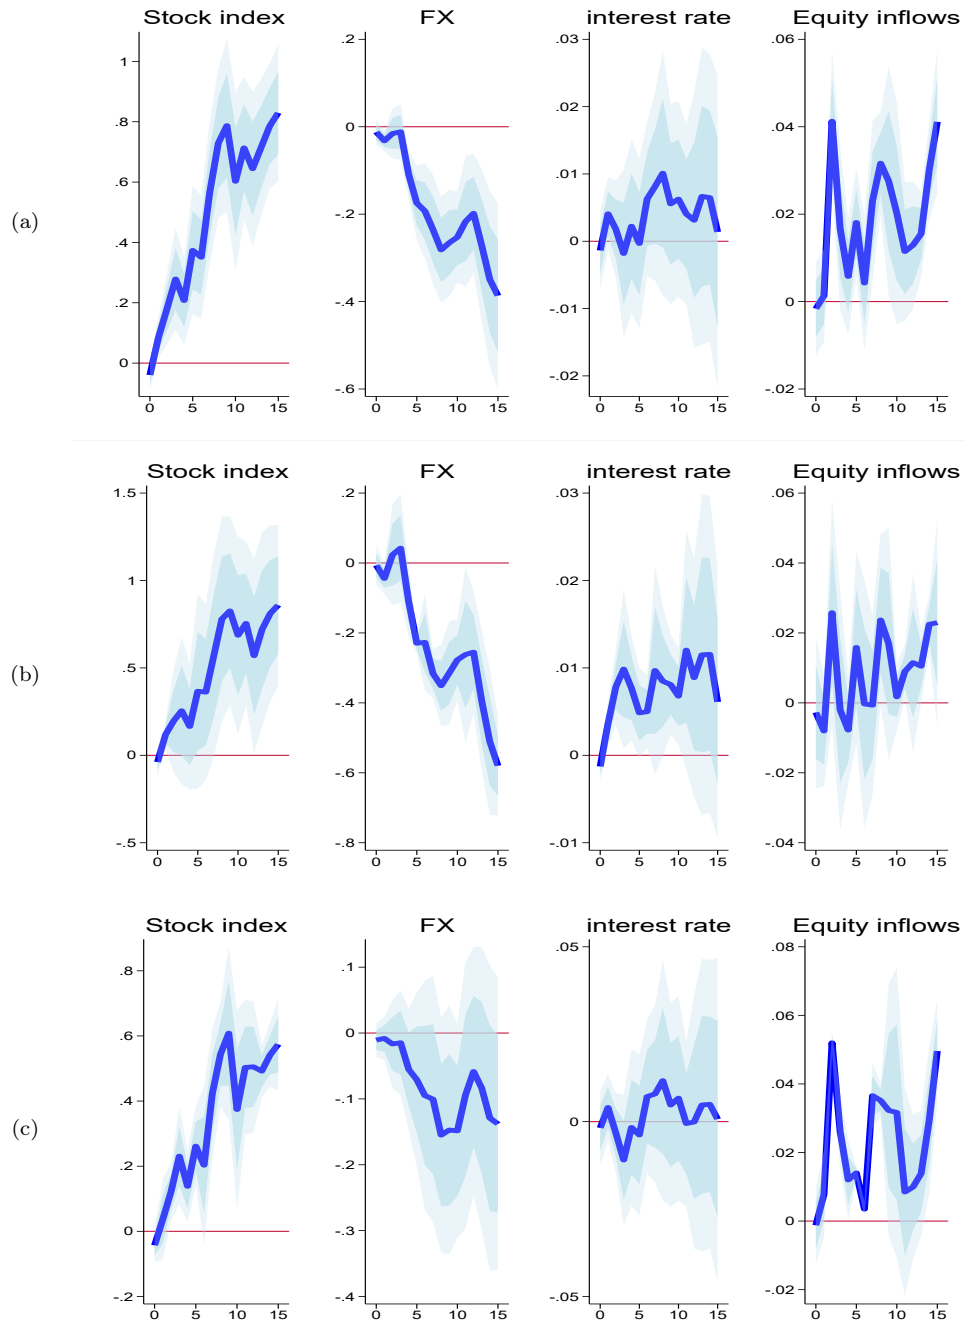 Stock index FX interest rate Equity inflows
1 .8 .6 .4 .2 0
0 5 10 15
.2 0 -.2 -.4 -.6
0 5 10 15
.03 .02 .01 0 -.01 -.02
0 5 10 15
.06 .04 .02 0 -.02
0 5 10 15
(a)
Stock index FX interest rate Equity inflows
1.5 1 .5 0 -.5
0 5 10 15
.2 0 -.2 -.4 -.6 -.8
0 5 10 15
.03 .02 .01 0 -.01
0 5 10 15
.06 .04 .02 0 -.02 -.04
0 5 10 15
(b)
Stock index FX interest rate Equity inflows
.8 .6 .4 .2 0 -.2
0 5 10 15
.1 0 -.1 -.2 -.3 -.4
0 5 10 15
.05 0 -.05
0 5 10 15
.08 .06 .04 .02 0 -.02
0 5 10 15
(c)